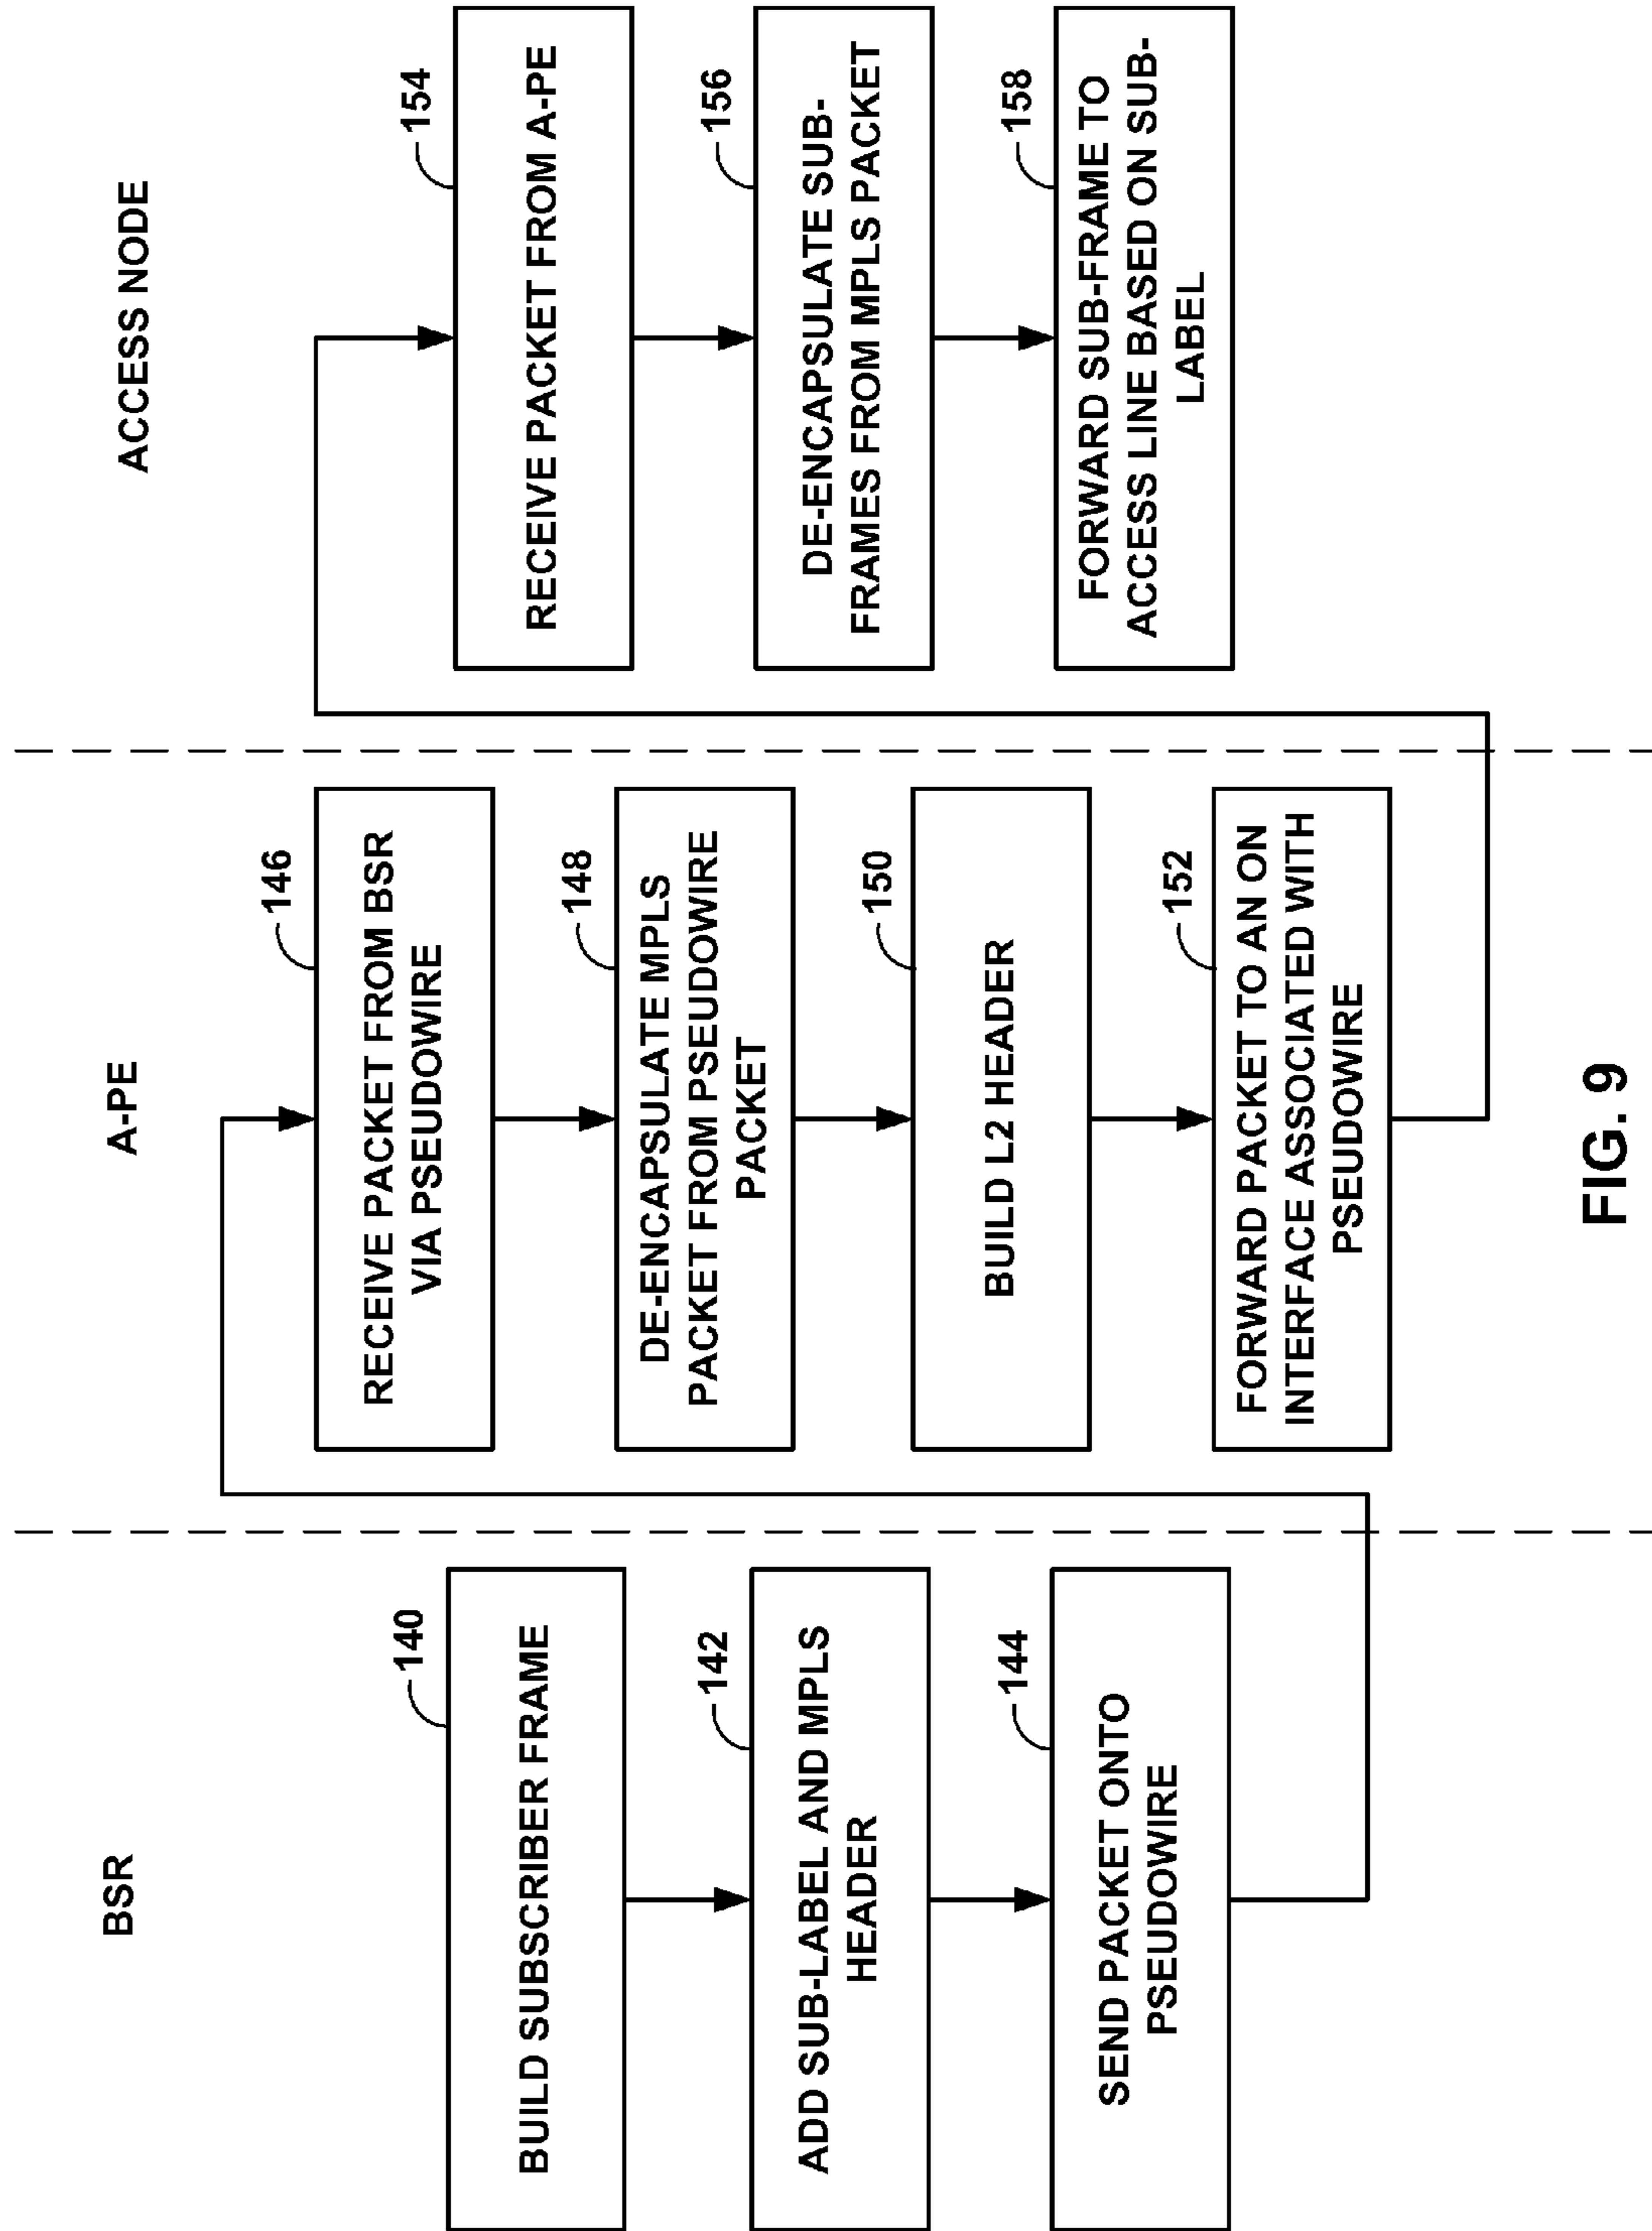 BSR
140
BUILD SUBSCRIBER FRAME
142
ADD SUB-LABEL AND MPLS
HEADER
144
SEND PACKET ONTO
PSEUDOWIRE
A-PE
146
RECEIVE PACKET FROM BSR
VIA PSEUDOWIRE
148
DE-ENCAPSULATE MPLS
PACKET FROM PSEUDOWIRE
PACKET
150
BUILD L2 HEADER
152
FORWARD PACKET TO AN ON
INTERFACE ASSOCIATED WITH
PSEUDOWIRE
ACCESS NODE
154
RECEIVE PACKET FROM A-PE
156
DE-ENCAPSULATE SUB-
FRAMES FROM MPLS PACKET
158
FORWARD SUB-FRAME TO
ACCESS LINE BASED ON SUB-
LABEL
FIG. 9